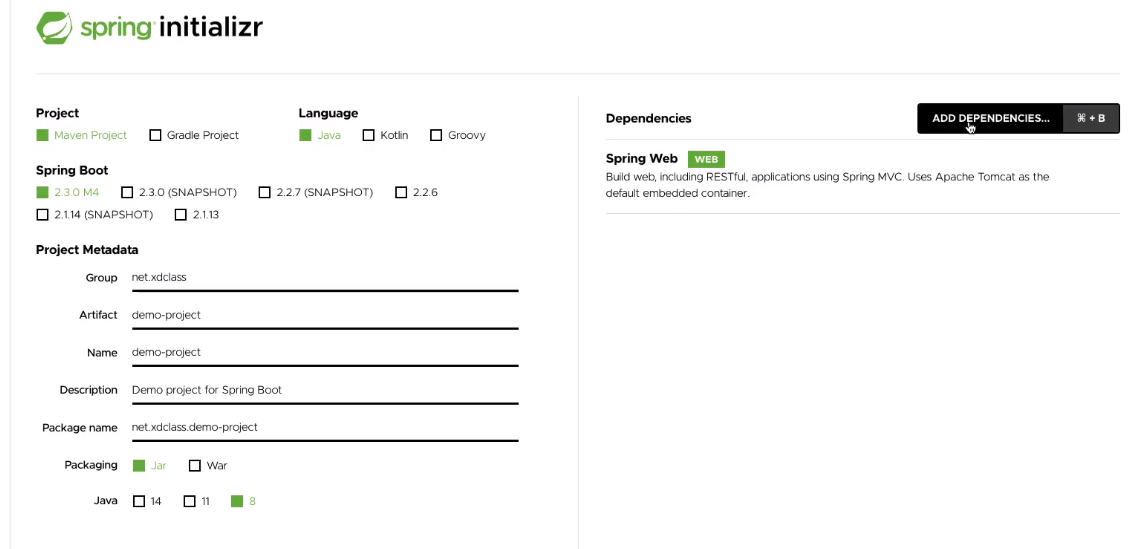 spring initializr
Project
Maven Project Gradle Project
Language
Java Kotlin Groovy
Spring Boot
2.3.0 M4 2.3.0 (SNAPSHOT) 2.2.7 (SNAPSHOT) 2.2.6
2.1.14 (SNAPSHOT) 2.1.13
Project Metadata
Group net.xdclass
Artifact demo-project
Name demo-project
Description Demo project for Spring Boot
Package name net.xdclass.demo-project
Packaging Jar War
Java 14 11 8
Dependencies ADD DEPENDENCIES... ⌘ + B
Spring Web WEB
Build web, including RESTful, applications using Spring MVC. Uses Apache Tomcat as the
default embedded container.